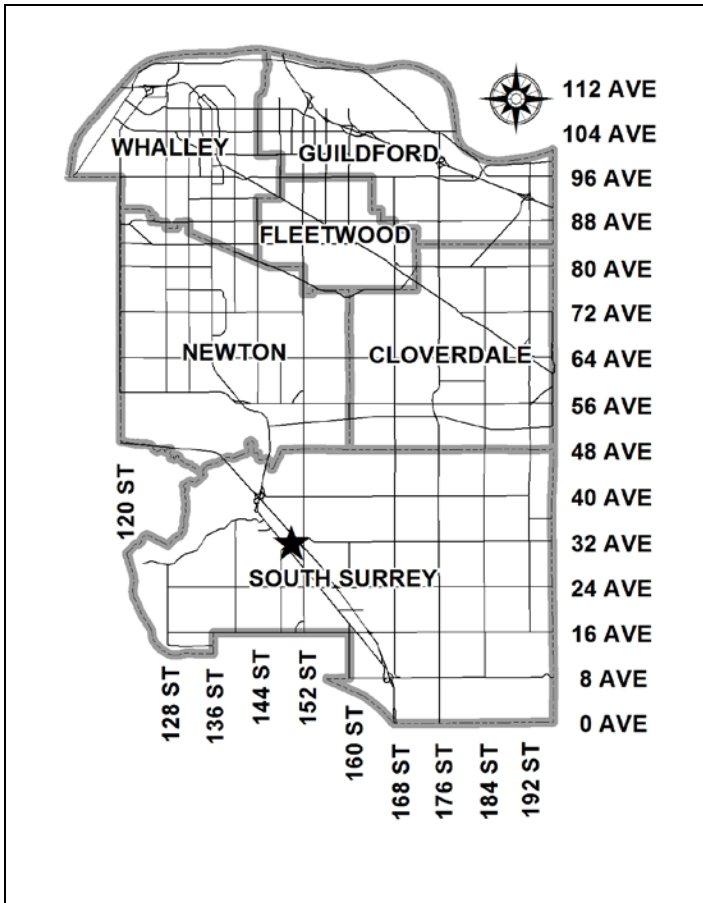 112 AVE
104 AVE
WHALLEY
GUILDFORD
96 AVE
88 AVE
FLEETWOOD
80 AVE
72 AVE
NEWTON
CLOVERDALE
64 AVE
56 AVE
48 AVE
120 ST
40 AVE
32 AVE
SOUTH SURREY
24 AVE
16 AVE
8 AVE
0 AVE
128 ST
136 ST
144 ST
152 ST
160 ST
168 ST
176 ST
184 ST
192 ST